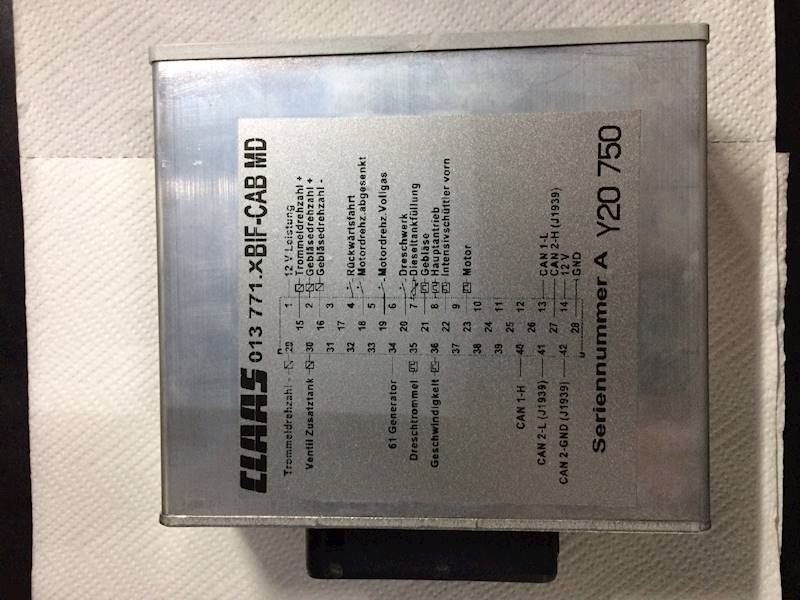 CLAAS 013 771.xBIF-CAB MD
Trommeldrehzahl - 29 1 12 V Leistung
15 Trommeldrehzahl +
Ventil Zusatztank 30 2 Gebläsedrehzahl +
16 Gebläsedrehzahl -
31 3
17
32 4 Rückwärtsfahrt
18 Motordrehz.abgesenkt
33 5
19 Motordrehz.Vollgas
61 Generator 34 6
20 Dreschwerk
Dreschtrommel 35 7 Dieseltankfüllung
21 Gebläse
Geschwindigkeit 36 8 Hauptantrieb
22 Intensivschüttler vorn
37 9
23 Motor
38 10
24
39 11
25
CAN 1-H 40 12
26
CAN 2-L (J1939) 41 13 CAN 1-L
27 CAN 2-H (J1939)
CAN 2-GND (J1939) 42 14 12 V
28 GND
Seriennummer A Y20 750